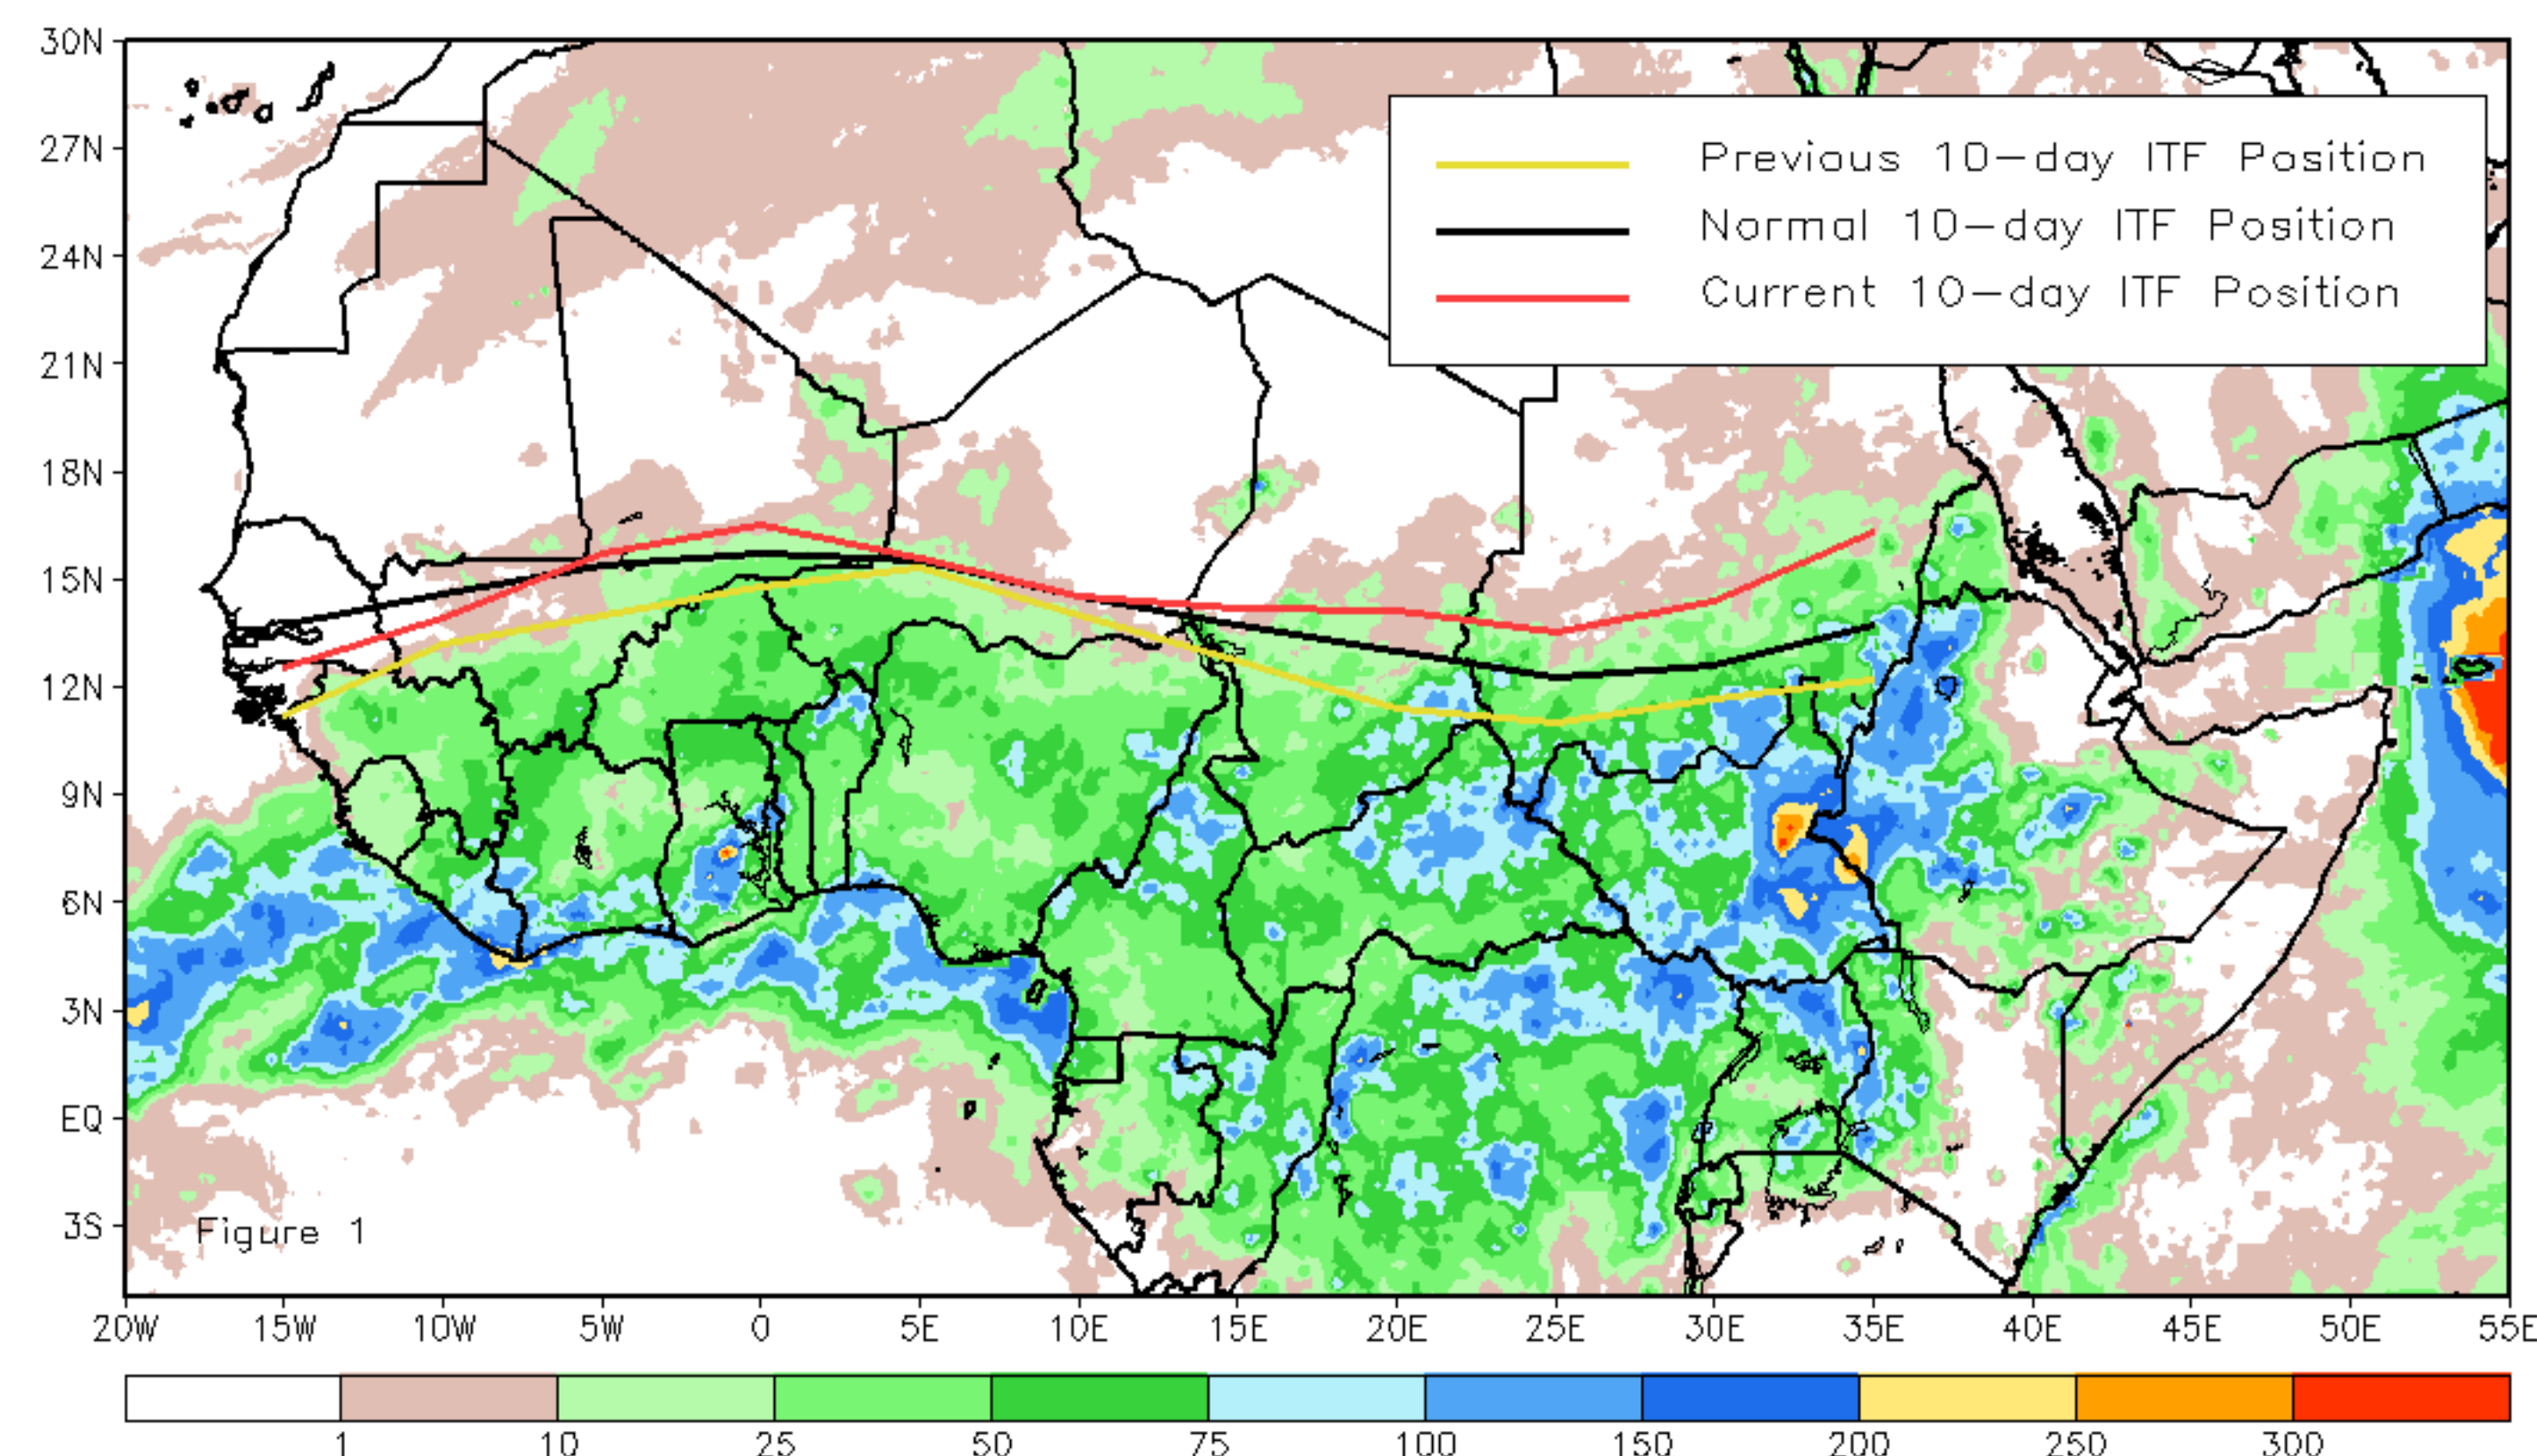 30N
27N
24N
21N
18N
15N
12N
9N
6N
3N
EQ
3S
Previous 10-day ITF Position
Normal 10-day ITF Position
Current 10-day ITF Position
Figure 1
20W 15W 10W 5W 0 5E 10E 15E 20E 25E 30E 35E 40E 45E 50E 55E
1 10 25 50 75 100 150 200 250 300